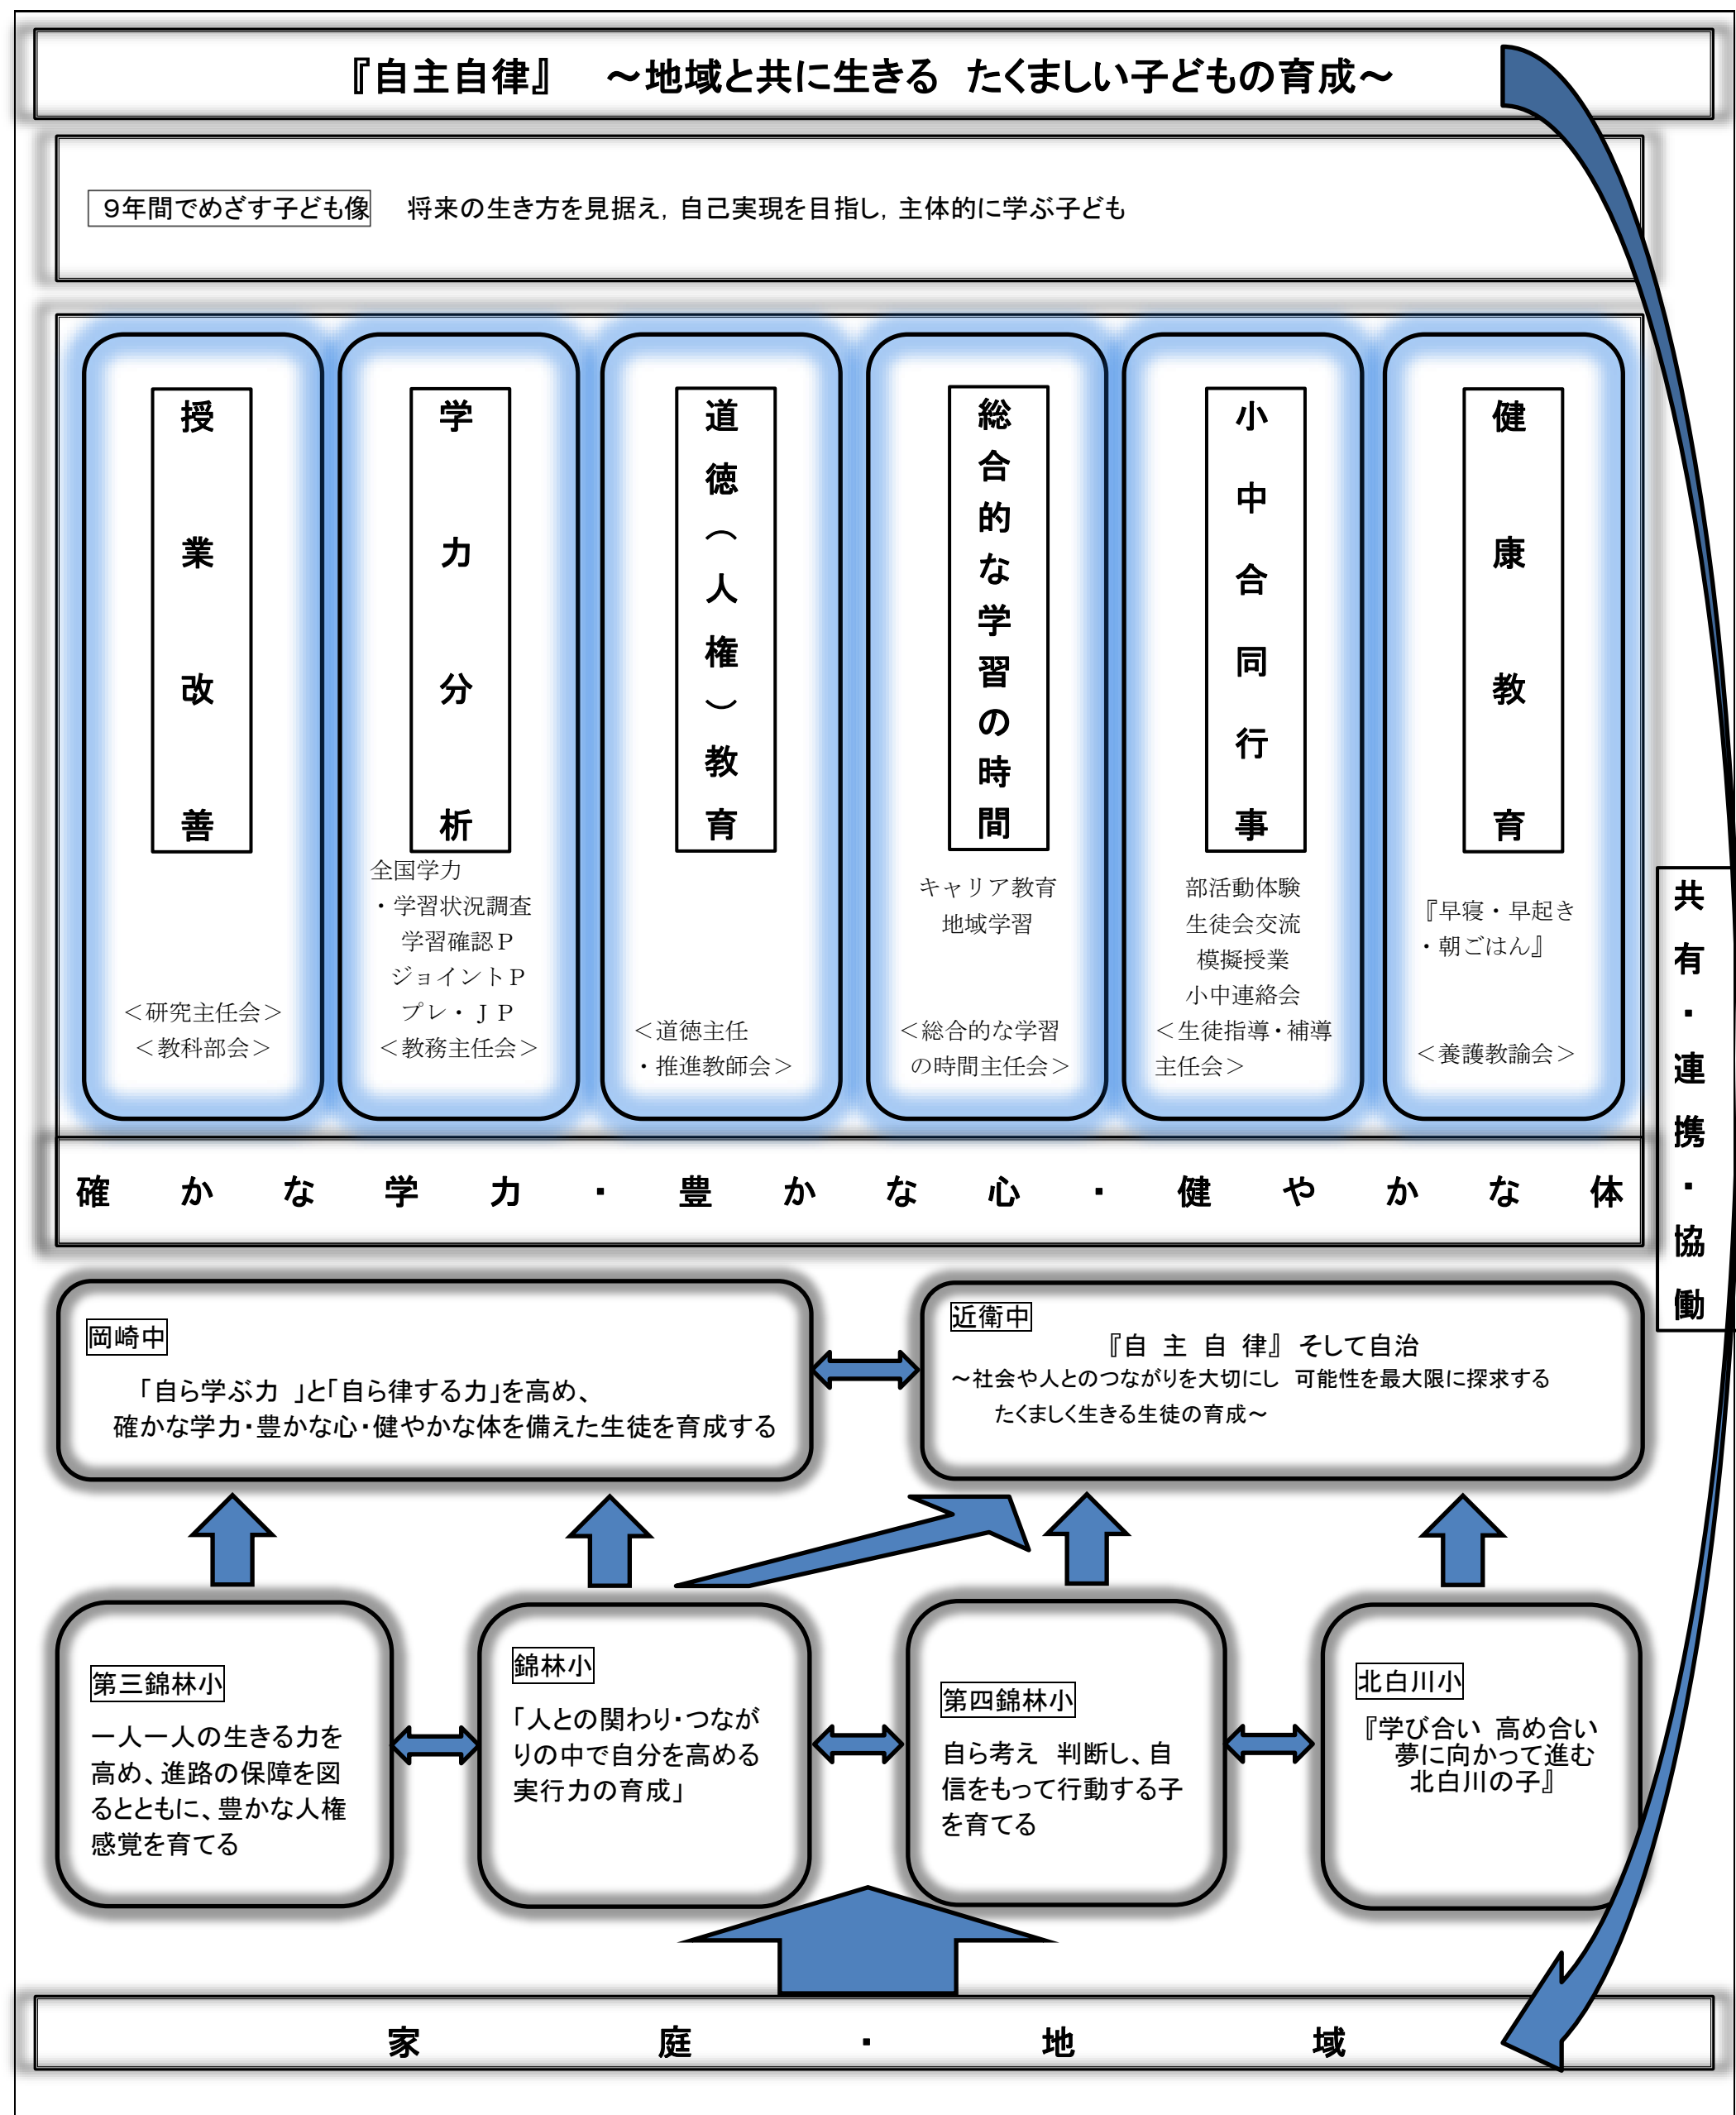 『自主自律』　～地域と共に生きる　たくましい子どもの育成～
９年間でめざす子ども像　将来の生き方を見据え，自己実現を目指し，主体的に学ぶ子ども
授業改善
＜研究主任会＞
＜教科部会＞
学力分析
全国学力
・学習状況調査
学習確認Ｐ
ジョイントＰ
プレ・ＪＰ
＜教務主任会＞
道徳（人権）教育
＜道徳主任
・推進教師会＞
総合的な学習の時間
キャリア教育
地域学習
＜総合的な学習
の時間主任会＞
小中合同行事
部活動体験
生徒会交流
模擬授業
小中連絡会
＜生徒指導・補導
主任会＞
健康教育
『早寝・早起き
・朝ごはん』
＜養護教諭会＞
共有・連携・協働
確かな学力・豊かな心・健やかな体
岡崎中
「自ら学ぶ力 」と「自ら律する力」を高め、
確かな学力・豊かな心・健やかな体を備えた生徒を育成する
近衛中
『自 主 自 律』 そして自治
～社会や人とのつながりを大切にし　可能性を最大限に探求する
たくましく生きる生徒の育成～
第三錦林小
一人一人の生きる力を
高め、進路の保障を図
るとともに、豊かな人権
感覚を育てる
錦林小
「人との関わり・つなが
りの中で自分を高める
実行力の育成」
第四錦林小
自ら考え　判断し、自
信をもって行動する子
を育てる
北白川小
『学び合い 高め合い
夢に向かって進む
北白川の子』
家庭・地域